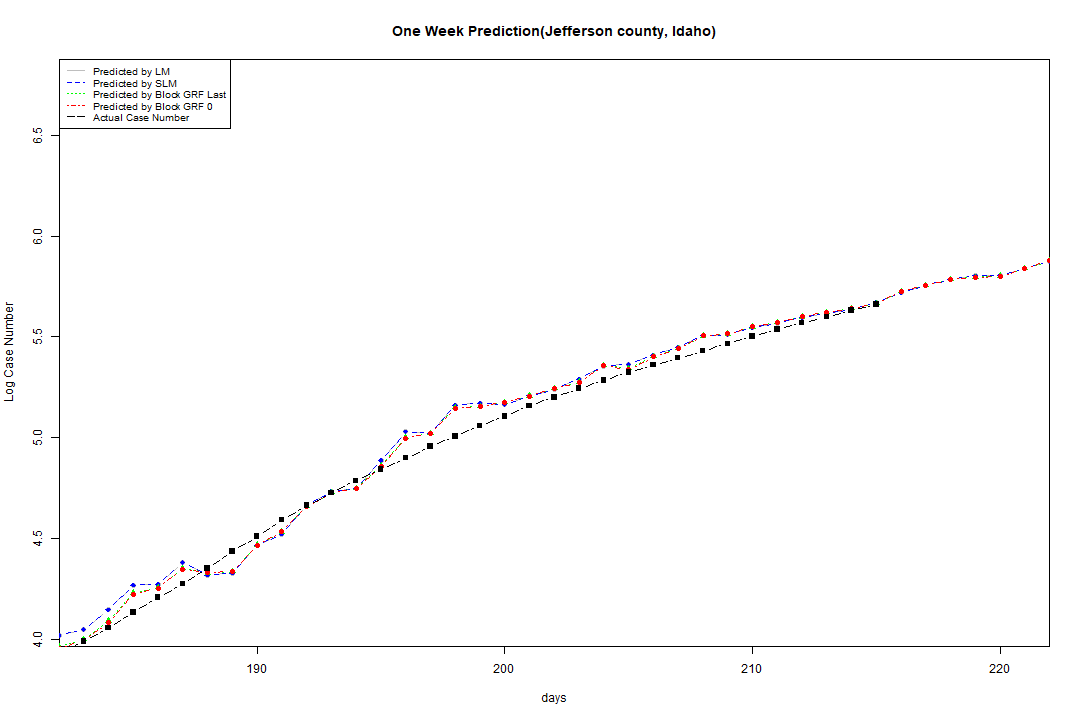 One Week Prediction(Jefferson county, Idaho)
Predicted by LM
Predicted by SLM
Predicted by Block GRF Last
Predicted by Block GRF 0
Actual Case Number
6.5
6.0
5.5
5.0
4.5
4.0
Log Case Number
190 200 210 220
days